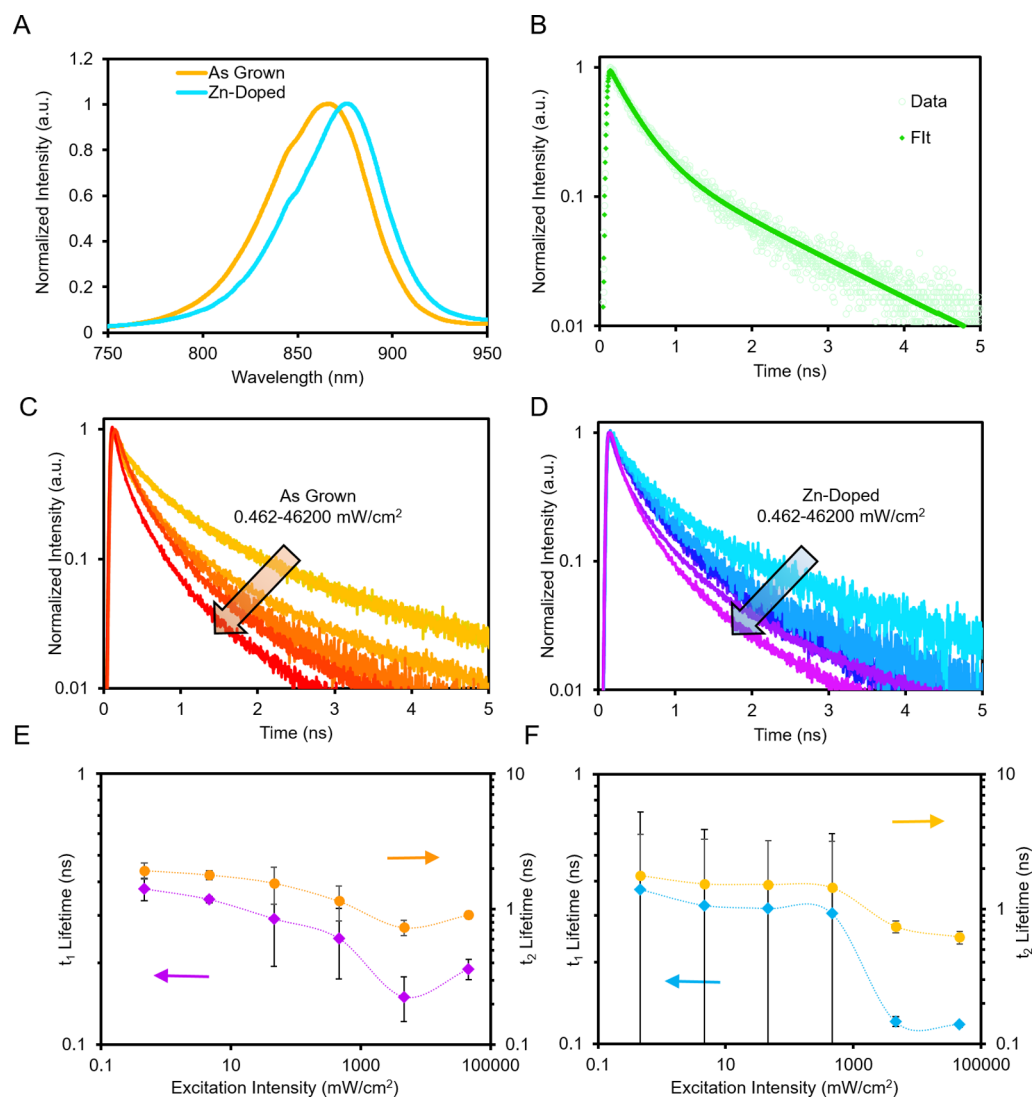 A
Normalized Intensity (a.u.)
1.2
1
0.8
0.6
0.4
0.2
0
As Grown
Zn-Doped
750
800
850
900
950
Wavelength (nm)
B
Normalized Intensity (a.u.)
1
0.1
0.01
Data
FIt
0
1
2
3
4
5
Time (ns)
C
Normalized Intensity (a.u.)
1
0.1
0.01
As Grown
0.462-46200 mW/cm²
0
1
2
3
4
5
Time (ns)
D
Normalized Intensity (a.u.)
1
0.1
0.01
Zn-Doped
0.462-46200 mW/cm²
0
1
2
3
4
5
Time (ns)
E
t₁ Lifetime (ns)
1
0.1
10
1
0.1
t₂ Lifetime (ns)
0.1
10
1000
100000
Excitation Intensity (mW/cm²)
F
t₁ Lifetime (ns)
1
0.1
10
1
0.1
t₂ Lifetime (ns)
0.1
10
1000
100000
Excitation Intensity (mW/cm²)